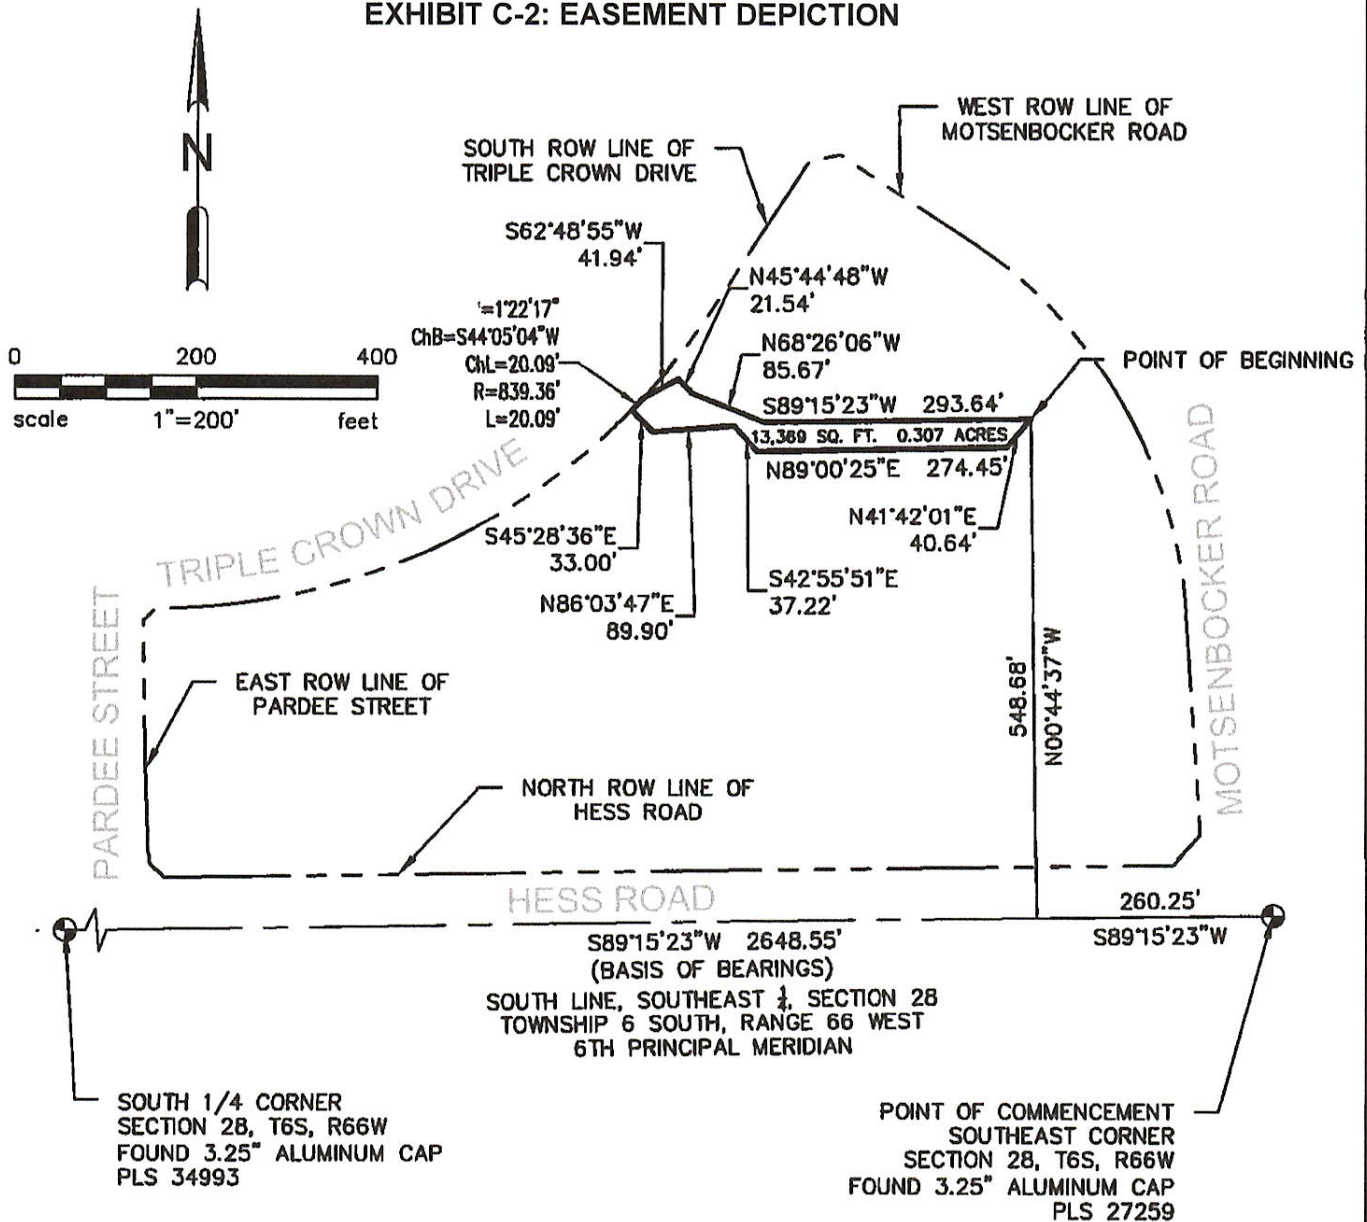 EXHIBIT C-2: EASEMENT DEPICTION
N
WEST ROW LINE OF
MOTSENBOCKER ROAD
SOUTH ROW LINE OF
TRIPLE CROWN DRIVE
S62°48'55"W
41.94'
N45°44'48"W
21.54'
=1°22'17"
ChB=S44°05'04"W
ChL=20.09'
R=839.36'
L=20.09'
N68°26'06"W
85.67'
POINT OF BEGINNING
0 200 400
scale 1"=200' feet
S89°15'23"W 293.64'
13,369 SQ. FT. 0.307 ACRES
N89°00'25"E 274.45'
N41°42'01"E
40.64'
TRIPLE CROWN DRIVE
S45°28'36"E
33.00'
S42°55'51"E
37.22'
N86°03'47"E
89.90'
PARDEE STREET
EAST ROW LINE OF
PARDEE STREET
548.68'
N00°44'37"W
MOTSENBOCKER ROAD
NORTH ROW LINE OF
HESS ROAD
HESS ROAD
260.25'
S89°15'23"W
S89°15'23"W 2648.55'
(BASIS OF BEARINGS)
SOUTH LINE, SOUTHEAST ¼, SECTION 28
TOWNSHIP 6 SOUTH, RANGE 66 WEST
6TH PRINCIPAL MERIDIAN
SOUTH 1/4 CORNER
SECTION 28, T6S, R66W
FOUND 3.25" ALUMINUM CAP
PLS 34993
POINT OF COMMENCEMENT
SOUTHEAST CORNER
SECTION 28, T6S, R66W
FOUND 3.25" ALUMINUM CAP
PLS 27259